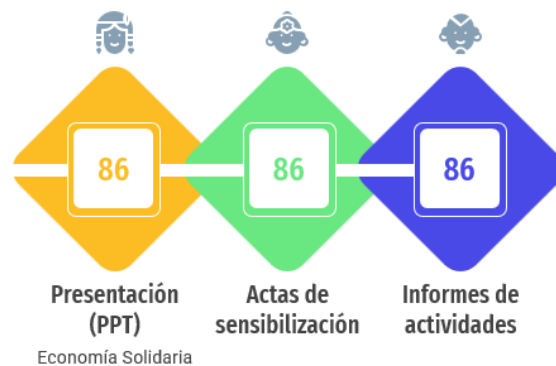 86
86
86
Presentación
(PPT)
Economía Solidaria
Actas de
sensibilización
Informes de
actividades